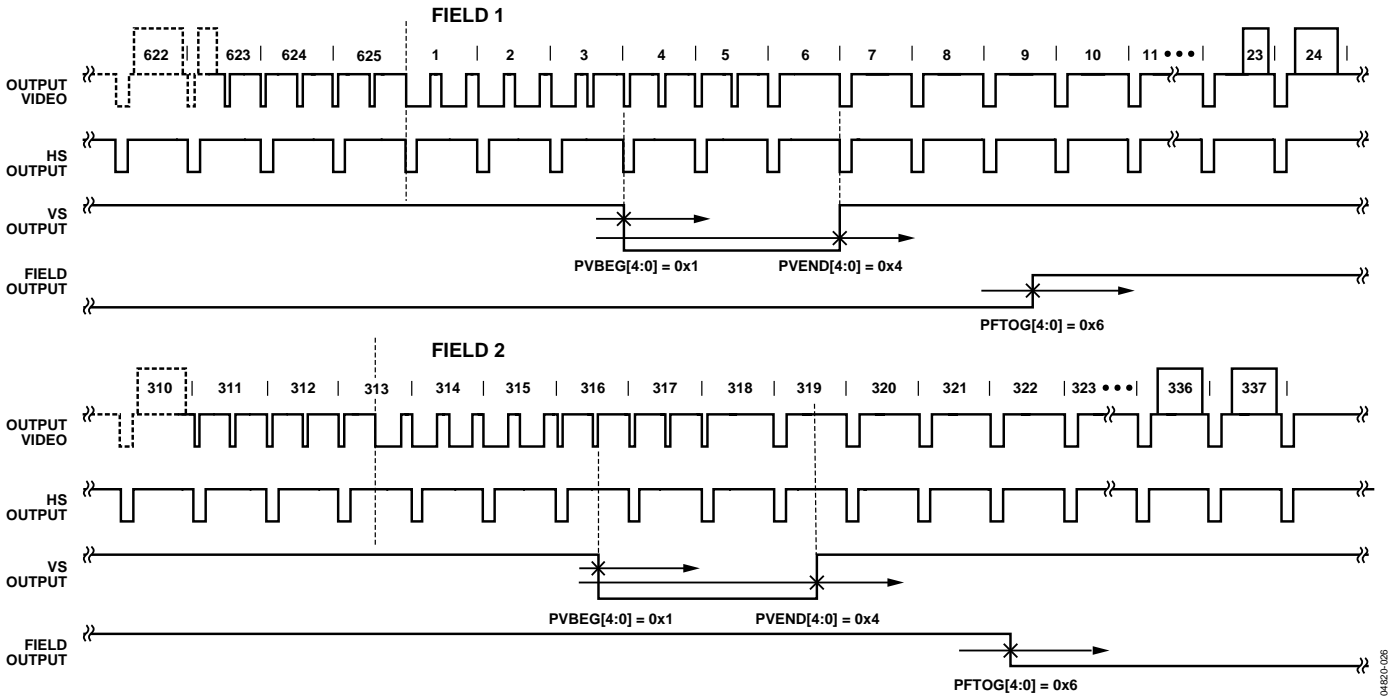 FIELD 1
622 | 623 | 624 | 625 | 1 | 2 | 3 | 4 | 5 | 6 | 7 | 8 | 9 | 10 | 11 ••• | 23 | 24 |
OUTPUT
VIDEO
HS
OUTPUT
VS
OUTPUT
PVBEG[4:0] = 0x1
PVEND[4:0] = 0x4
FIELD
OUTPUT
PFTOG[4:0] = 0x6
FIELD 2
310 | 311 | 312 | 313 | 314 | 315 | 316 | 317 | 318 | 319 | 320 | 321 | 322 | 323 ••• | 336 | 337 |
OUTPUT
VIDEO
HS
OUTPUT
VS
OUTPUT
PVBEG[4:0] = 0x1
PVEND[4:0] = 0x4
FIELD
OUTPUT
PFTOG[4:0] = 0x6
04820-026